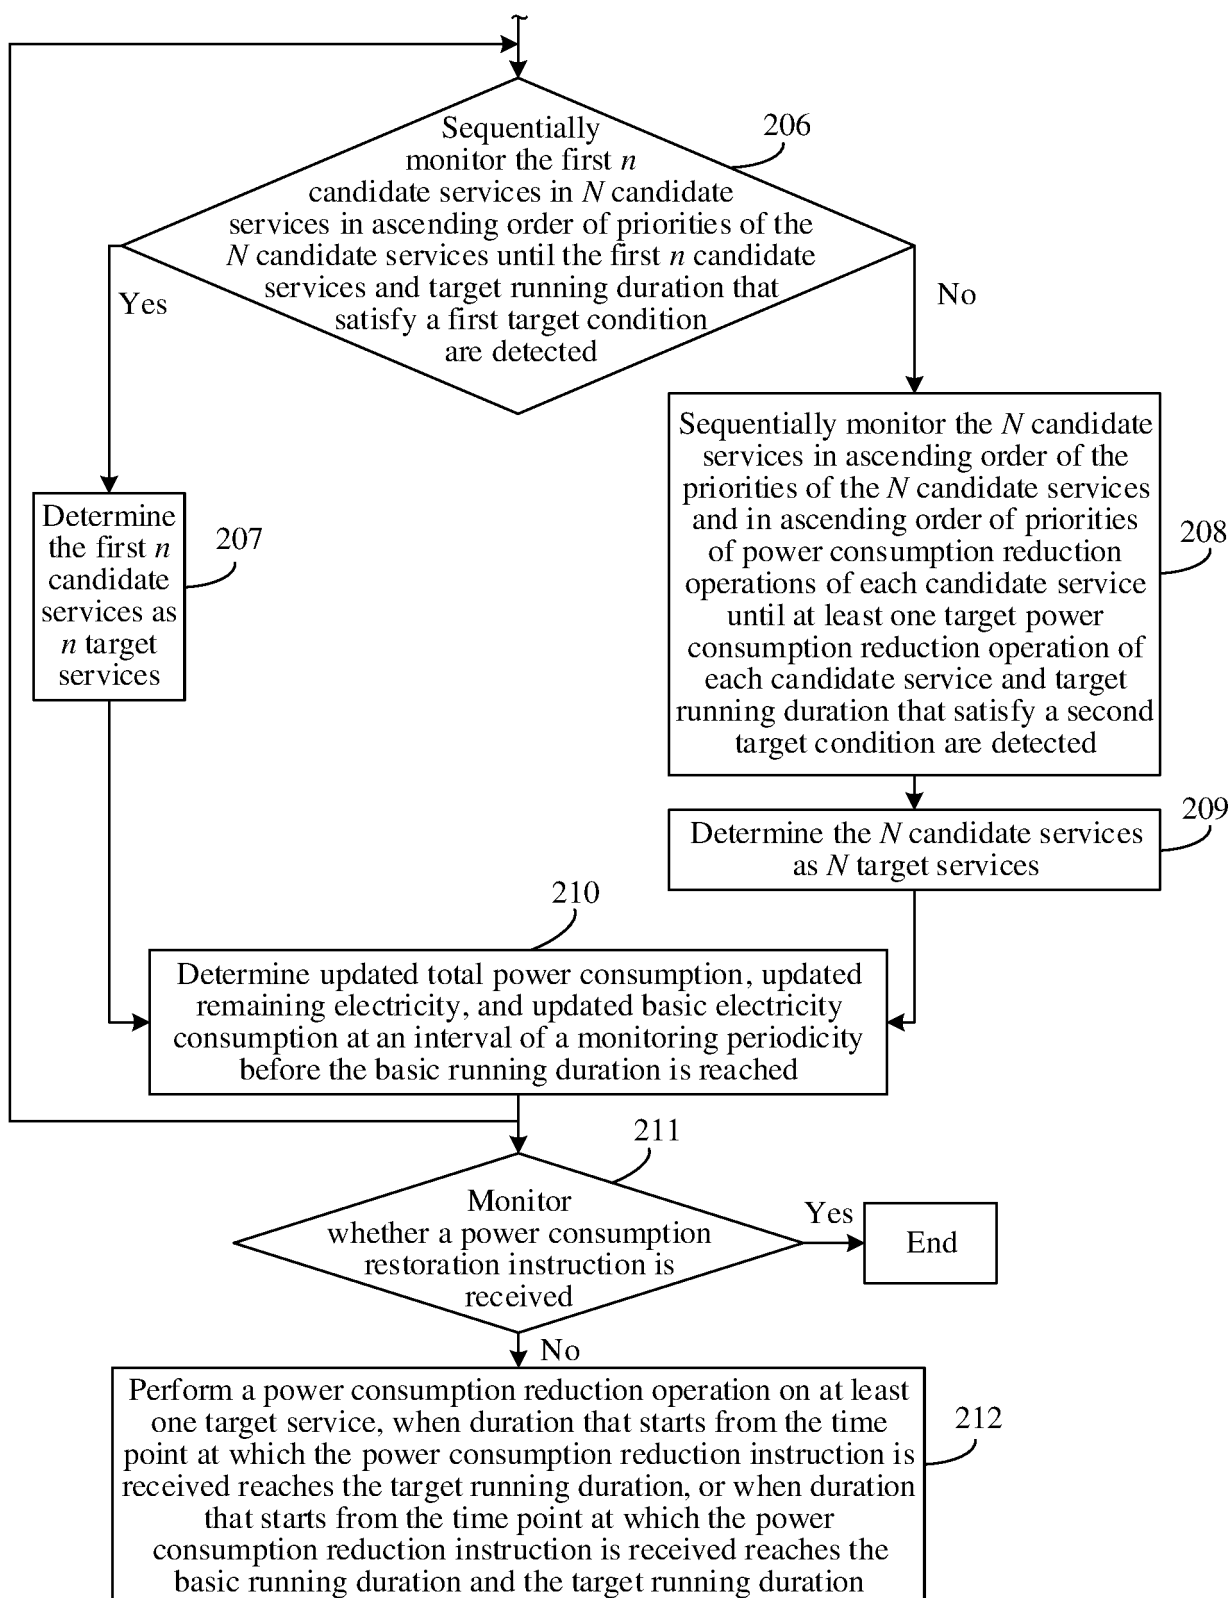 206
Sequentially
monitor the first n
candidate services in N candidate
services in ascending order of priorities of the
N candidate services until the first n candidate
services and target running duration that
satisfy a first target condition
are detected
Yes
No
Determine
the first n
candidate
services as
n target
services
207
Sequentially monitor the N candidate
services in ascending order of the
priorities of the N candidate services
and in ascending order of priorities
of power consumption reduction
operations of each candidate service
until at least one target power
consumption reduction operation of
each candidate service and target
running duration that satisfy a second
target condition are detected
208
209
Determine the N candidate services
as N target services
210
Determine updated total power consumption, updated
remaining electricity, and updated basic electricity
consumption at an interval of a monitoring periodicity
before the basic running duration is reached
211
Monitor
whether a power consumption
restoration instruction is
received
Yes
End
No
Perform a power consumption reduction operation on at least
one target service, when duration that starts from the time
point at which the power consumption reduction instruction is
received reaches the target running duration, or when duration
that starts from the time point at which the power
consumption reduction instruction is received reaches the
basic running duration and the target running duration
212